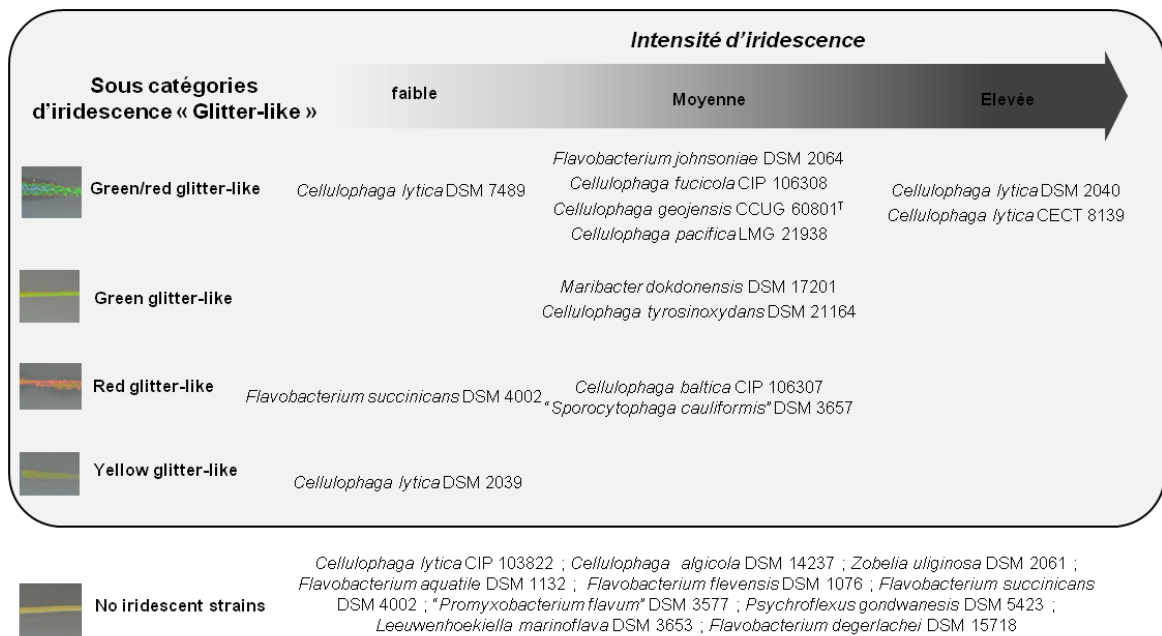 Intensité d'iridescence
Sous catégories
d'iridescence « Glitter-like »
faible
Moyenne
Elevée
Green/red glitter-like
Cellulophaga lytica DSM 7489
Flavobacterium johnsoniae DSM 2064
Cellulophaga fucicola CIP 106308
Cellulophaga geojensis CCUG 60801ᵀ
Cellulophaga pacifica LMG 21938
Cellulophaga lytica DSM 2040
Cellulophaga lytica CECT 8139
Green glitter-like
Maribacter dokdonensis DSM 17201
Cellulophaga tyrosinoxydans DSM 21164
Red glitter-like
Flavobacterium succinicans DSM 4002
Cellulophaga baltica CIP 106307
"Sporocytophaga cauliformis" DSM 3657
Yellow glitter-like
Cellulophaga lytica DSM 2039
No iridescent strains
Cellulophaga lytica CIP 103822 ; Cellulophaga algicola DSM 14237 ; Zobelia uliginosa DSM 2061 ;
Flavobacterium aquatile DSM 1132 ; Flavobacterium flevensis DSM 1076 ; Flavobacterium succinicans
DSM 4002 ; "Promyxobacterium flavum" DSM 3577 ; Psychroflexus gondwanesis DSM 5423 ;
Leeuwenhoekiella marinoflava DSM 3653 ; Flavobacterium degerlachei DSM 15718